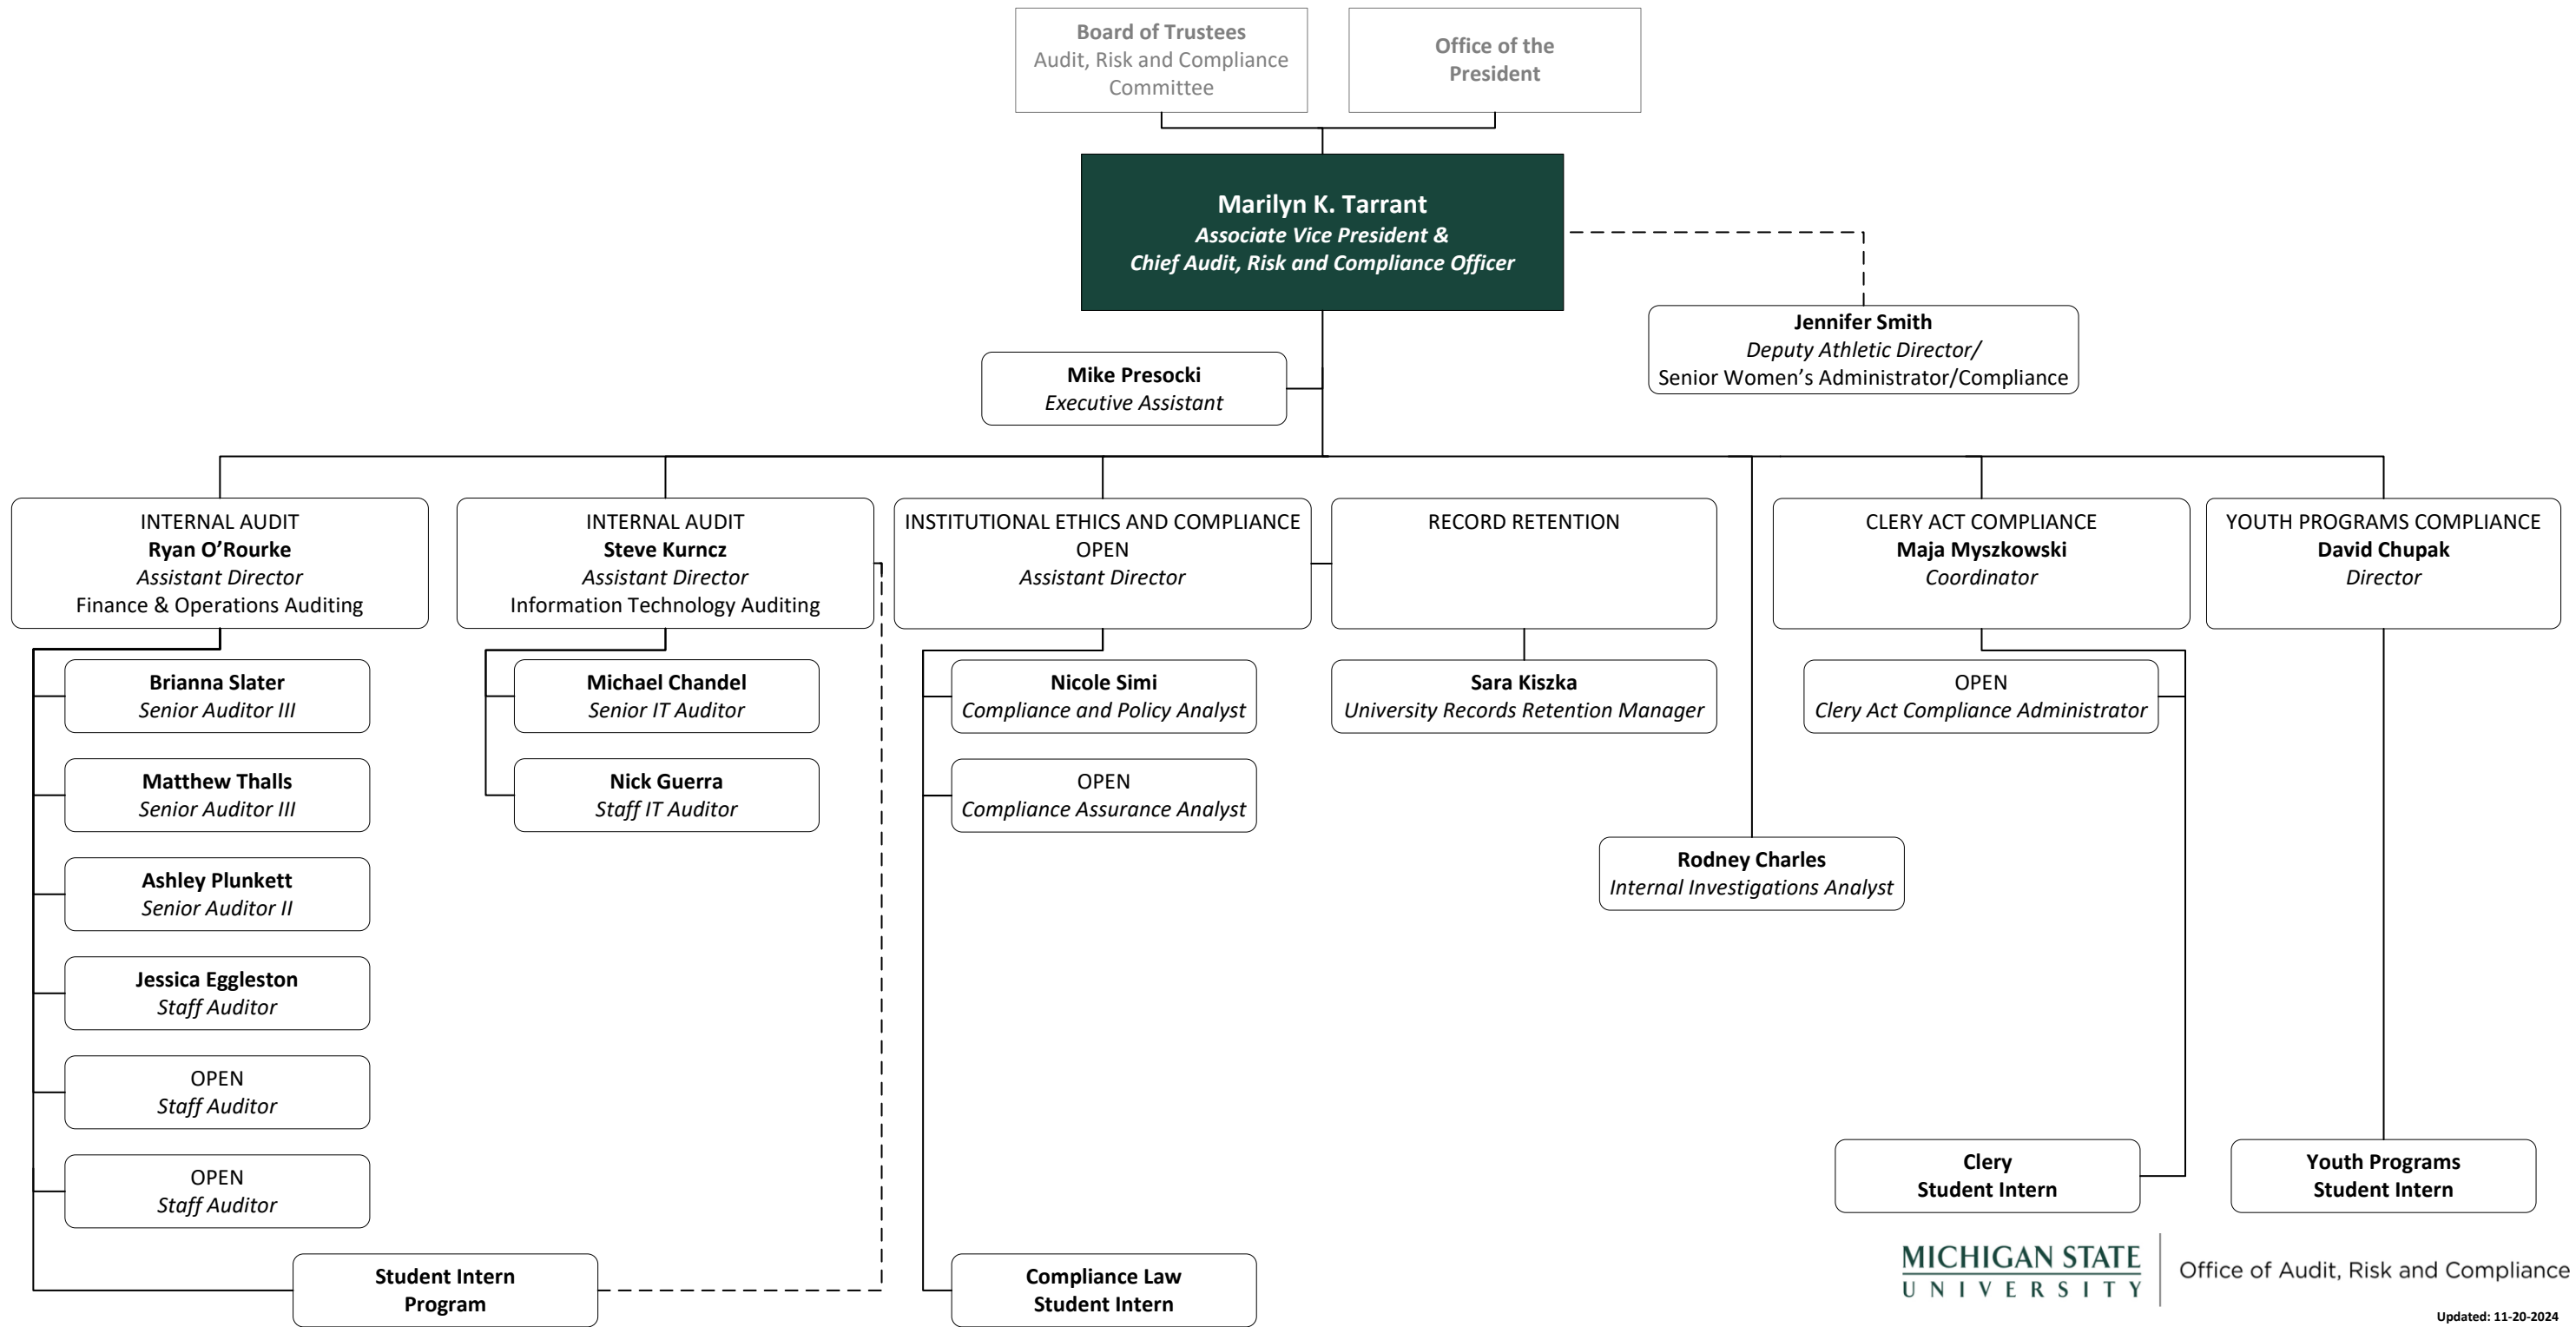 Board of Trustees
Audit, Risk and Compliance
Committee
Office of the
President
Marilyn K. Tarrant
Associate Vice President &
Chief Audit, Risk and Compliance Officer
Jennifer Smith
Deputy Athletic Director/
Senior Women’s Administrator/Compliance
Mike Presocki
Executive Assistant
INTERNAL AUDIT
Ryan O’Rourke
Assistant Director
Finance & Operations Auditing
INTERNAL AUDIT
Steve Kurncz
Assistant Director
Information Technology Auditing
INSTITUTIONAL ETHICS AND COMPLIANCE
OPEN
Assistant Director
RECORD RETENTION
CLERY ACT COMPLIANCE
Maja Myszkowski
Coordinator
YOUTH PROGRAMS COMPLIANCE
David Chupak
Director
Brianna Slater
Senior Auditor III
Michael Chandel
Senior IT Auditor
Nicole Simi
Compliance and Policy Analyst
Sara Kiszka
University Records Retention Manager
OPEN
Clery Act Compliance Administrator
Matthew Thalls
Senior Auditor III
Nick Guerra
Staff IT Auditor
OPEN
Compliance Assurance Analyst
Rodney Charles
Internal Investigations Analyst
Ashley Plunkett
Senior Auditor II
Jessica Eggleston
Staff Auditor
OPEN
Staff Auditor
OPEN
Staff Auditor
Clery
Student Intern
Youth Programs
Student Intern
Student Intern
Program
Compliance Law
Student Intern
MICHIGAN STATE
UNIVERSITY
Office of Audit, Risk and Compliance
Updated: 11-20-2024